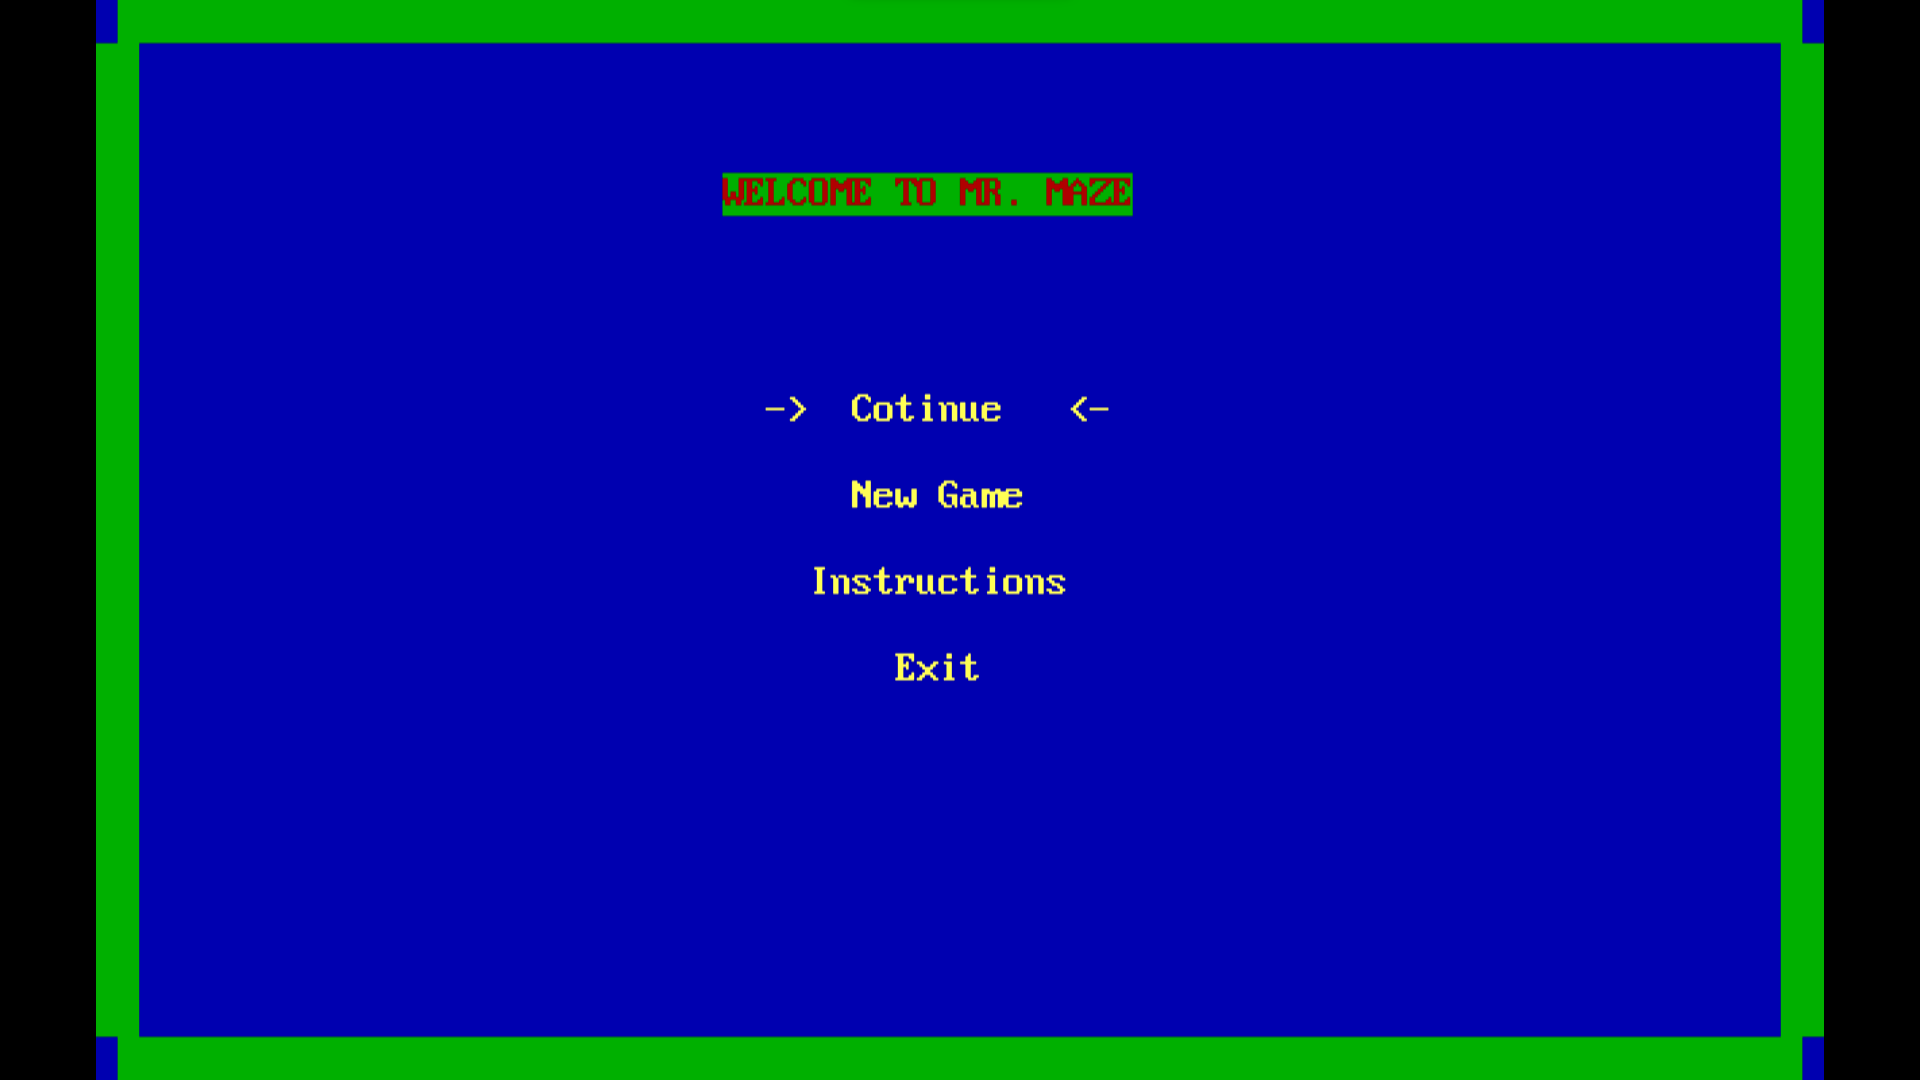 WELCOME TO MR. MAZE
-> Cotinue <-
New Game
Instructions
Exit